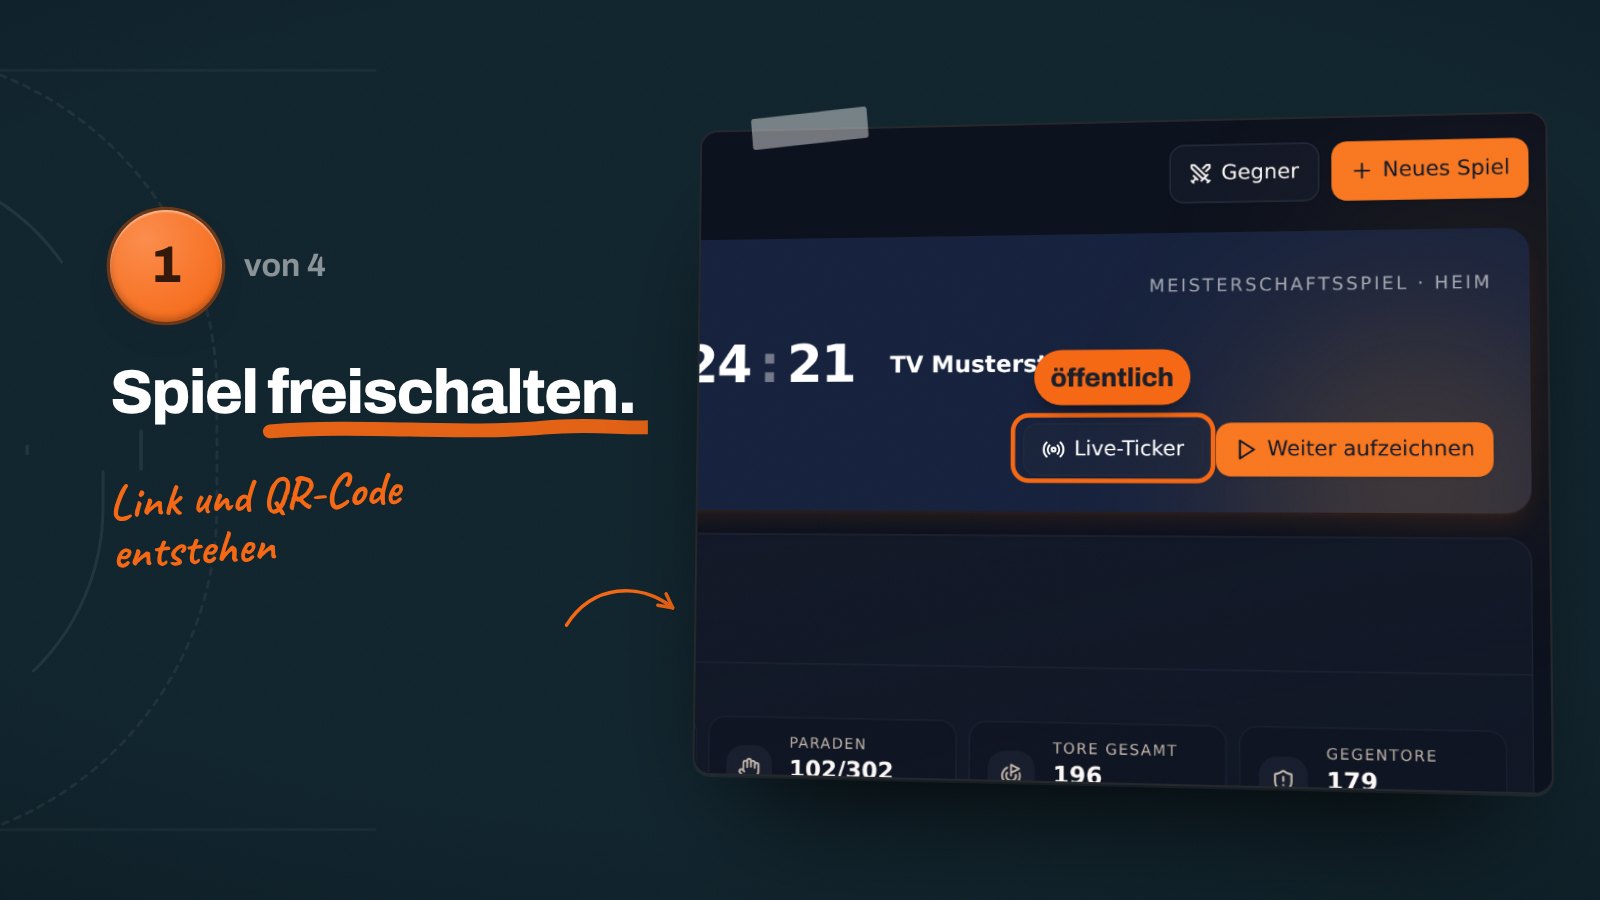 1
von 4
Spiel freischalten.
Link und QR-Code
entstehen
Gegner
+ Neues Spiel
MEISTERSCHAFTSSPIEL · HEIM
24:21
TV Musterst
öffentlich
Live-Ticker
Weiter aufzeichnen
PARADEN
102/302
TORE GESAMT
196
GEGENTORE
179